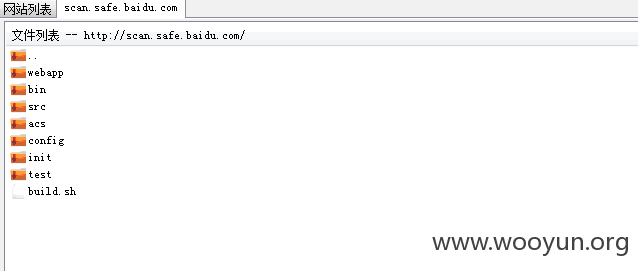 网站列表 scan.safe.baidu.com
文件列表 -- http://scan.safe.baidu.com/
..
webapp
bin
src
acs
config
init
test
build.sh
www.wooyun.org